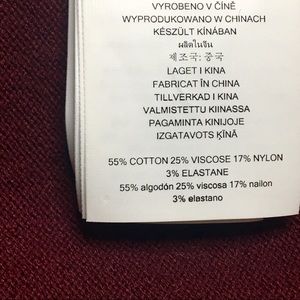 VYROBENO V ČÍNĚ
WYPRODUKOWANO W CHINACH
KÉSZÜLT KÍNÁBAN
ผลิตในจีน
제조국: 중국
LAGET I KINA
FABRICAT ÎN CHINA
TILLVERKAD I KINA
VALMISTETTU KIINASSA
PAGAMINTA KINIJOJE
IZGATAVOTS ĶĪNĀ
55% COTTON 25% VISCOSE 17% NYLON
3% ELASTANE
55% algodón 25% viscosa 17% nailon
3% elastano